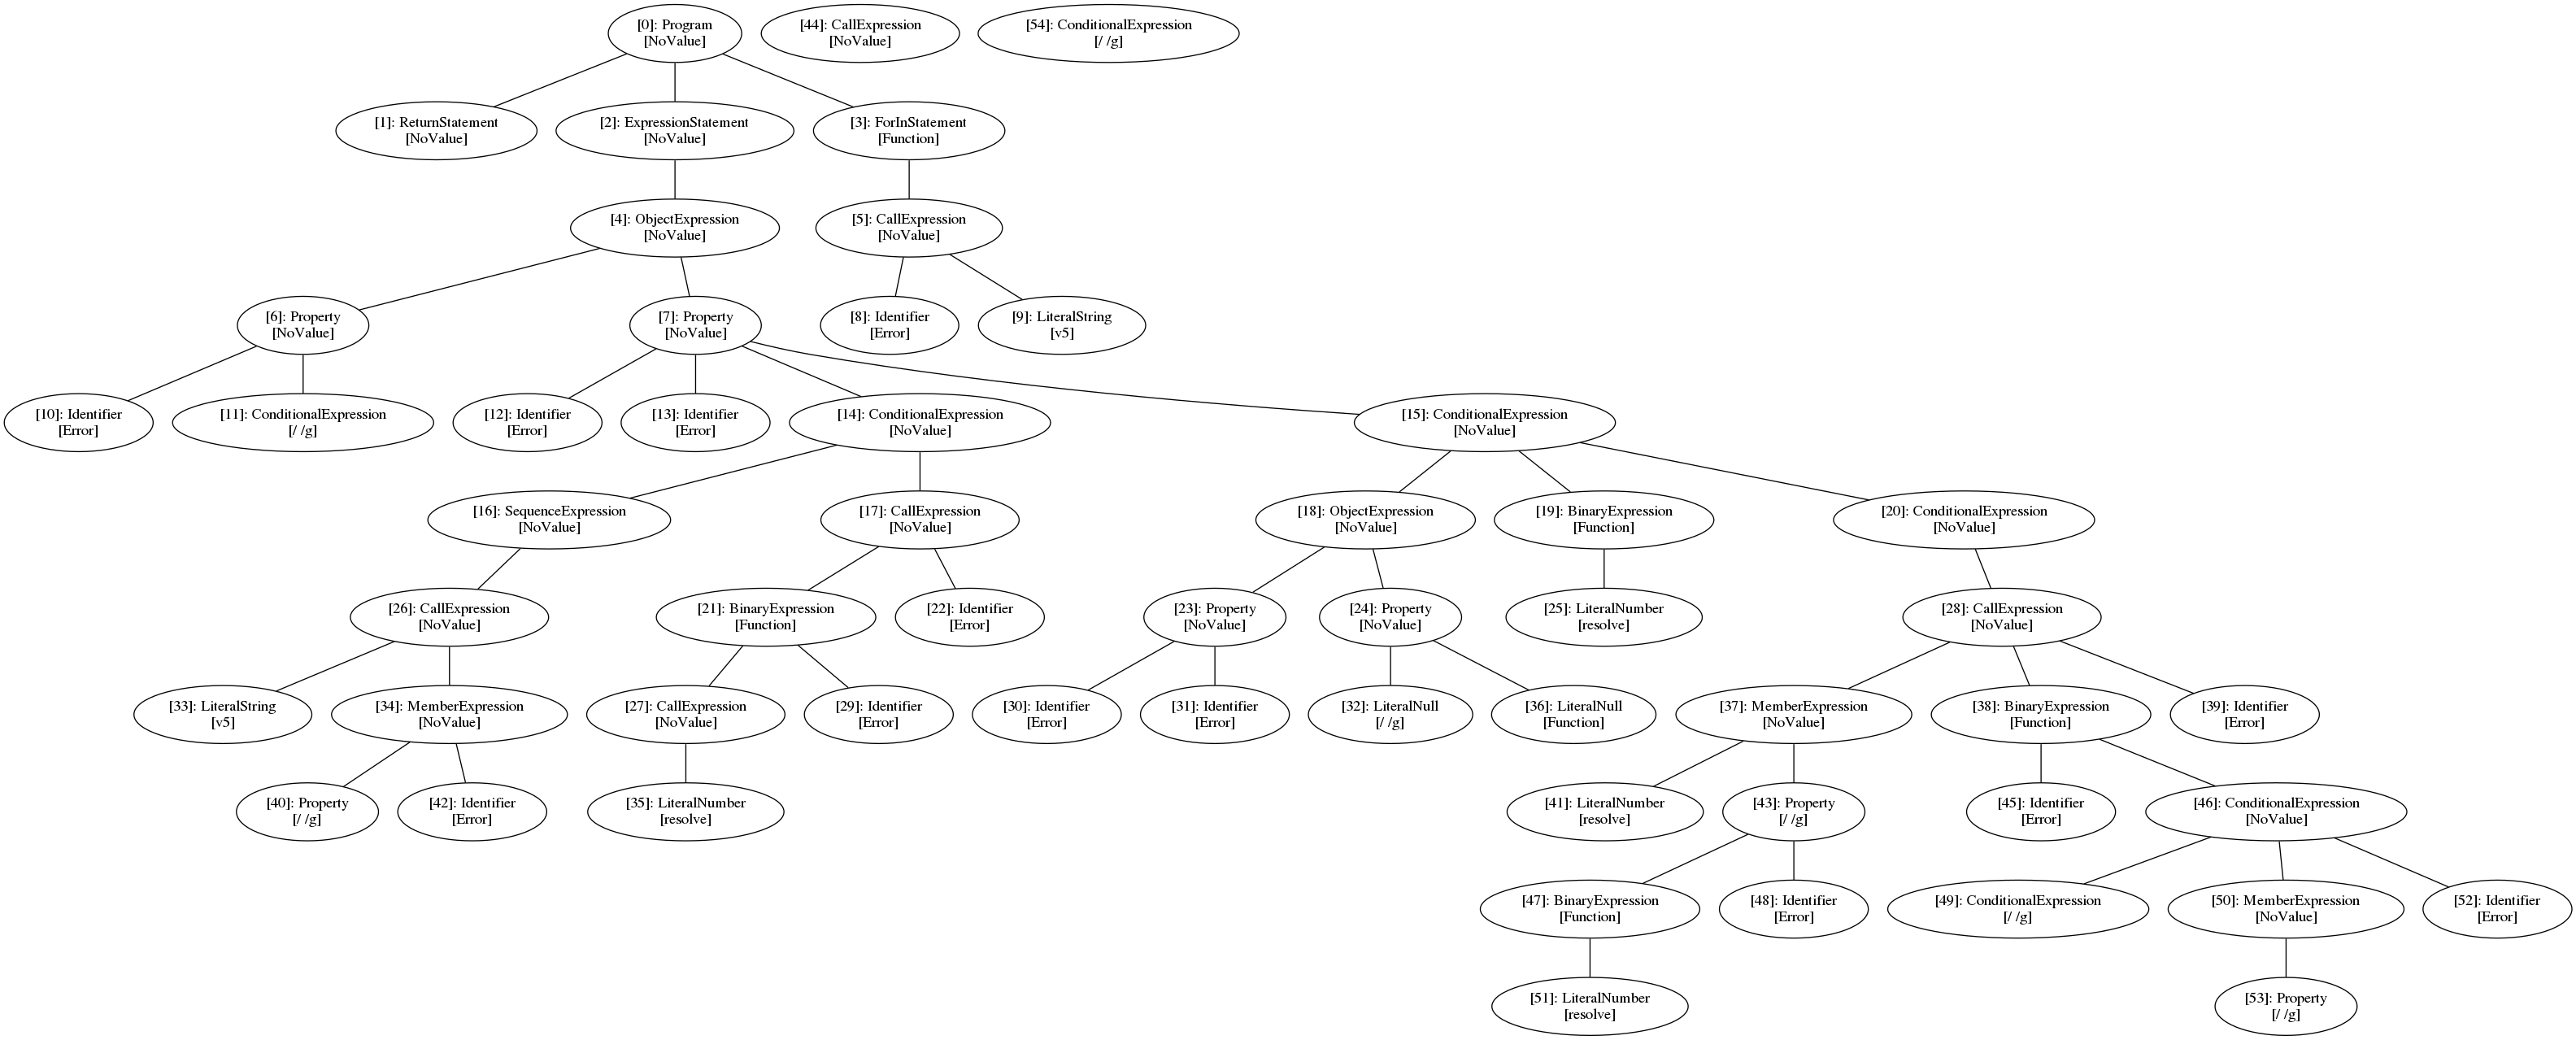 [0]: Program
[NoValue]
[44]: CallExpression
[NoValue]
[54]: ConditionalExpression
[/ /g]
[1]: ReturnStatement
[NoValue]
[2]: ExpressionStatement
[NoValue]
[3]: ForInStatement
[Function]
[4]: ObjectExpression
[NoValue]
[5]: CallExpression
[NoValue]
[6]: Property
[NoValue]
[7]: Property
[NoValue]
[8]: Identifier
[Error]
[9]: LiteralString
[v5]
[10]: Identifier
[Error]
[11]: ConditionalExpression
[/ /g]
[12]: Identifier
[Error]
[13]: Identifier
[Error]
[14]: ConditionalExpression
[NoValue]
[15]: ConditionalExpression
[NoValue]
[16]: SequenceExpression
[NoValue]
[17]: CallExpression
[NoValue]
[18]: ObjectExpression
[NoValue]
[19]: BinaryExpression
[Function]
[20]: ConditionalExpression
[NoValue]
[26]: CallExpression
[NoValue]
[21]: BinaryExpression
[Function]
[22]: Identifier
[Error]
[23]: Property
[NoValue]
[24]: Property
[NoValue]
[25]: LiteralNumber
[resolve]
[28]: CallExpression
[NoValue]
[33]: LiteralString
[v5]
[34]: MemberExpression
[NoValue]
[27]: CallExpression
[NoValue]
[29]: Identifier
[Error]
[30]: Identifier
[Error]
[31]: Identifier
[Error]
[32]: LiteralNull
[/ /g]
[36]: LiteralNull
[Function]
[37]: MemberExpression
[NoValue]
[38]: BinaryExpression
[Function]
[39]: Identifier
[Error]
[40]: Property
[/ /g]
[42]: Identifier
[Error]
[35]: LiteralNumber
[resolve]
[41]: LiteralNumber
[resolve]
[43]: Property
[/ /g]
[45]: Identifier
[Error]
[46]: ConditionalExpression
[NoValue]
[47]: BinaryExpression
[Function]
[48]: Identifier
[Error]
[49]: ConditionalExpression
[/ /g]
[50]: MemberExpression
[NoValue]
[52]: Identifier
[Error]
[51]: LiteralNumber
[resolve]
[53]: Property
[/ /g]